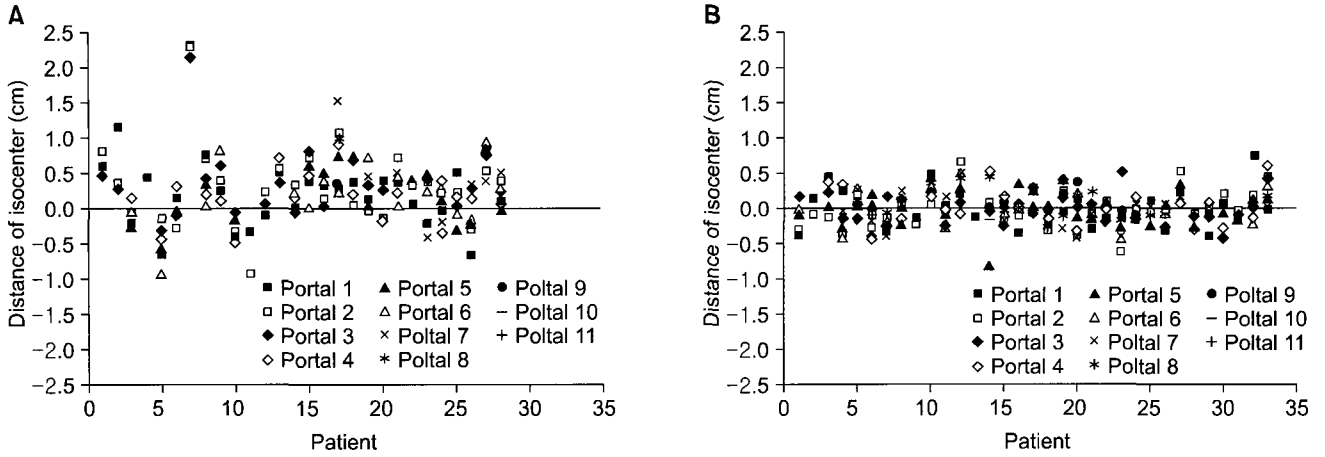 A
Distance of isocenter (cm)
2.5
2.0
1.5
1.0
0.5
0.0
−0.5
−1.0
−1.5
−2.0
−2.5
Portal 1 Portal 5 Poltal 9
Portal 2 Portal 6 Poltal 10
Portal 3 Poltal 7 Poltal 11
Portal 4 Poltal 8
0 5 10 15 20 25 30 35
Patient
B
Distance of isocenter (cm)
2.5
2.0
1.5
1.0
0.5
0.0
−0.5
−1.0
−1.5
−2.0
−2.5
Portal 1 Portal 5 Poltal 9
Portal 2 Portal 6 Poltal 10
Portal 3 Poltal 7 Poltal 11
Portal 4 Poltal 8
0 5 10 15 20 25 30 35
Patient